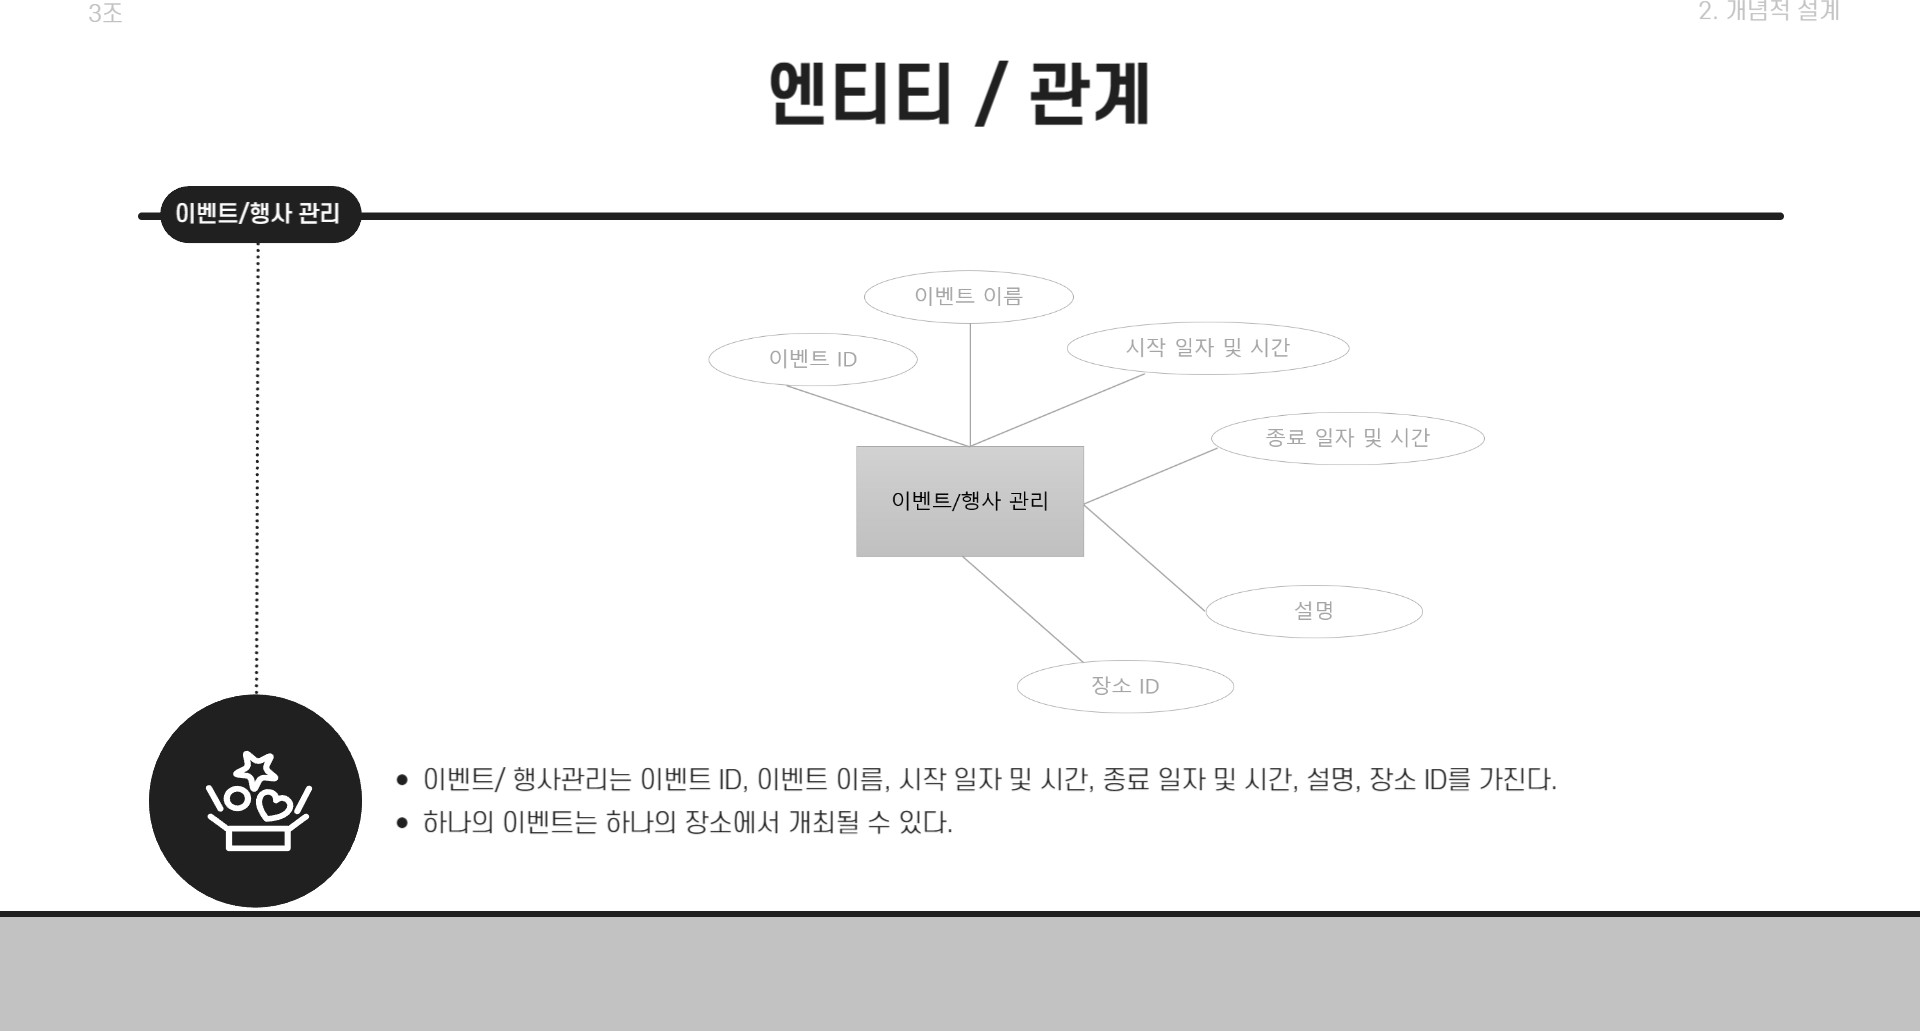 3조
2. 개념적 설계
엔티티 / 관계
이벤트/행사 관리
이벤트 이름
이벤트 ID
시작 일자 및 시간
종료 일자 및 시간
이벤트/행사 관리
설명
장소 ID
• 이벤트/ 행사관리는 이벤트 ID, 이벤트 이름, 시작 일자 및 시간, 종료 일자 및 시간, 설명, 장소 ID를 가진다.
• 하나의 이벤트는 하나의 장소에서 개최될 수 있다.